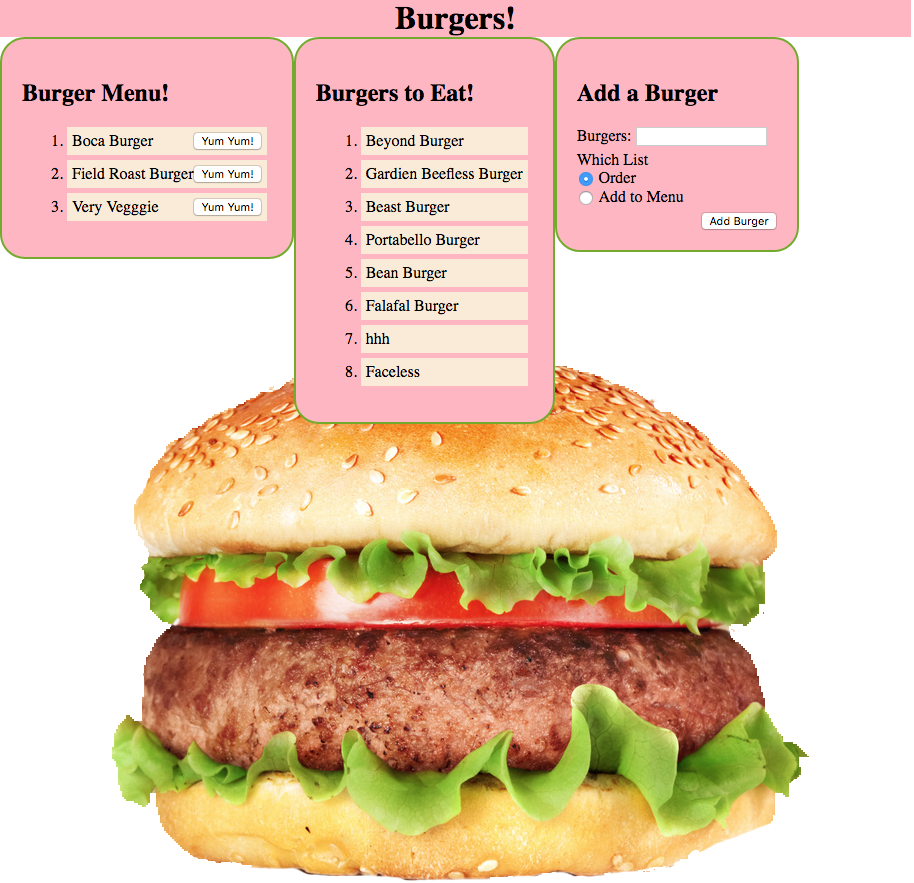 Burgers!
Burger Menu!
1. Boca Burger Yum Yum!
2. Field Roast Burger Yum Yum!
3. Very Vegggie Yum Yum!
Burgers to Eat!
1. Beyond Burger
2. Gardien Beefless Burger
3. Beast Burger
4. Portabello Burger
5. Bean Burger
6. Falafal Burger
7. hhh
8. Faceless
Add a Burger
Burgers:
Which List
Order
Add to Menu
Add Burger